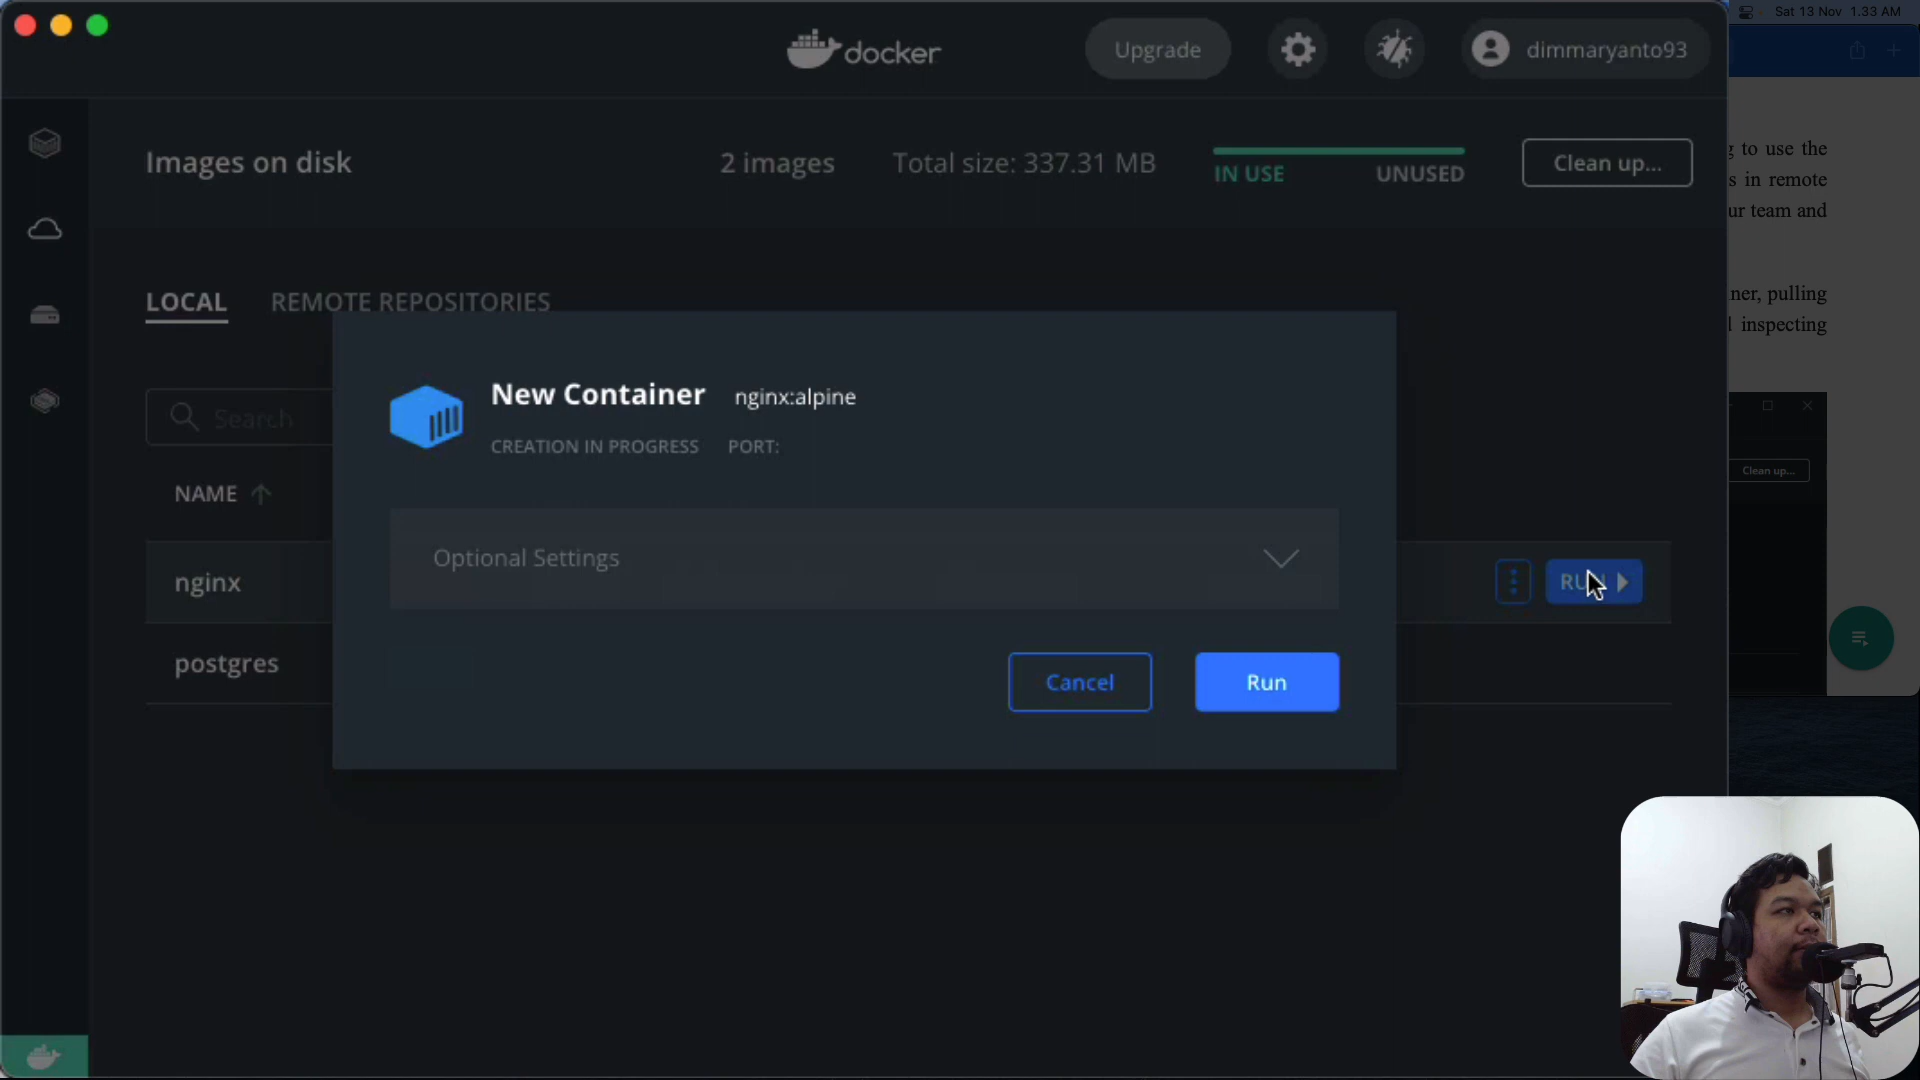 Sat 13 Nov 1.33 AM
docker
Upgrade
dimmaryanto93
Images on disk
2 images
Total size: 337.31 MB
IN USE
UNUSED
Clean up...
to use the
s in remote
ur team and
ner, pulling
inspecting
Clean up...
LOCAL
REMOTE REPOSITORIES
Search
NAME
nginx
postgres
RUN
New Container
nginx:alpine
CREATION IN PROGRESS
PORT:
Optional Settings
Cancel
Run